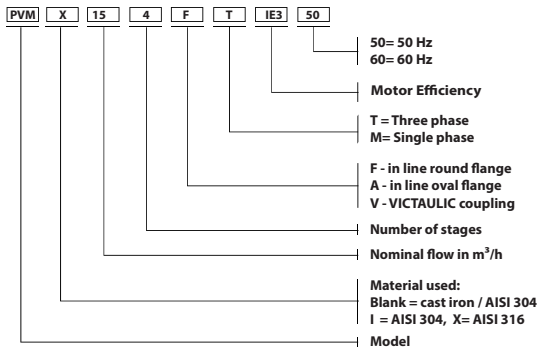 PVM X 15 4 F T IE3 50
50= 50 Hz
60= 60 Hz
Motor Efficiency
T = Three phase
M= Single phase
F - in line round flange
A - in line oval flange
V - VICTAULIC coupling
Number of stages
Nominal flow in m³/h
Material used:
Blank = cast iron / AISI 304
I = AISI 304, X= AISI 316
Model